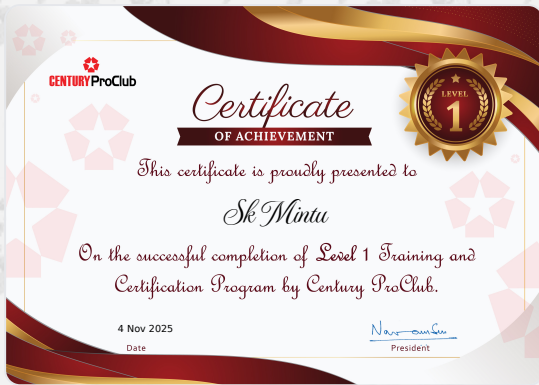 CENTURY ProClub
Certificate
OF ACHIEVEMENT
LEVEL
1
This certificate is proudly presented to
Sk Mintu
On the successful completion of Level 1 Training and
Certification Program by Century ProClub.
4 Nov 2025
Date
President